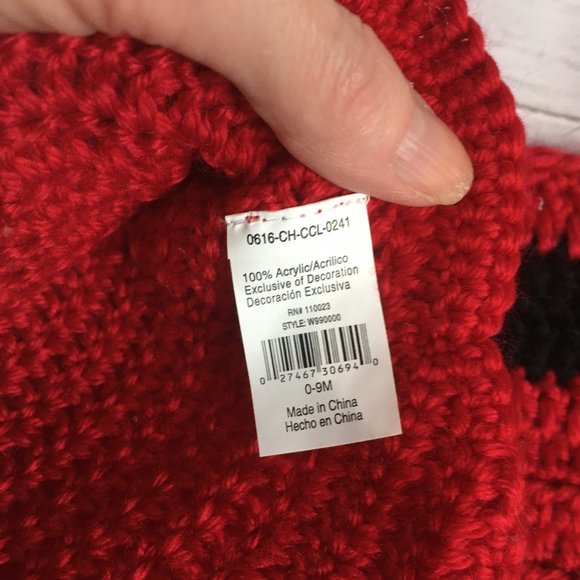 0616-CH-CCL-0241
100% Acrylic/Acrilico
Exclusive of Decoration
Decoración Exclusiva
RN# 110023
STYLE: W990000
0 27467 30694 0
0-9M
Made in China
Hecho en China